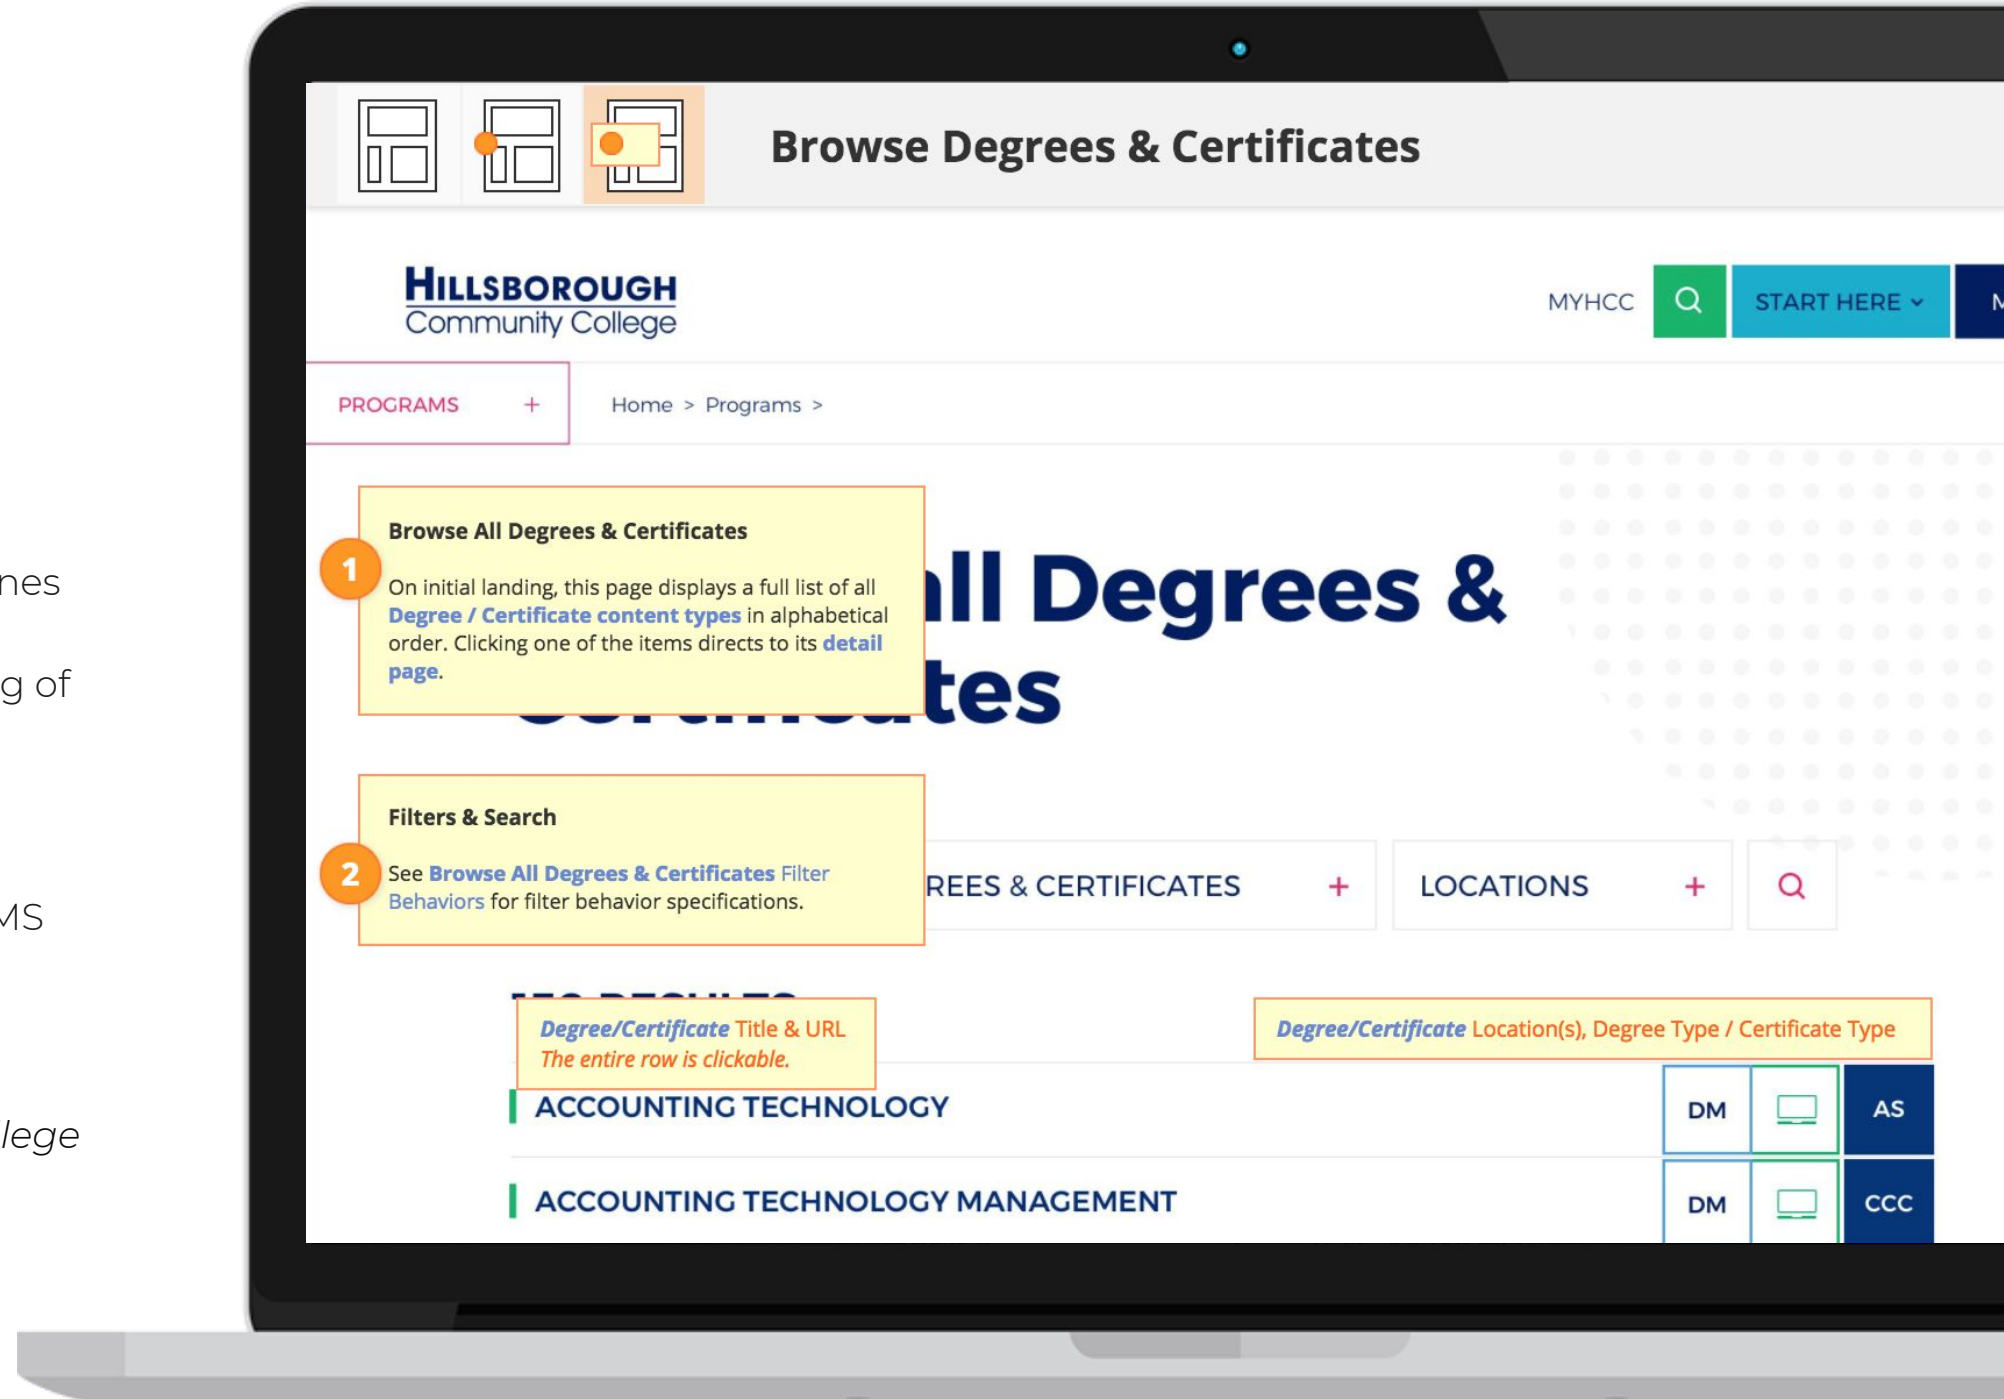 Browse Degrees & Certificates
HILLSBOROUGH
Community College
MYHCC
START HERE
PROGRAMS +
Home > Programs >
1
Browse All Degrees & Certificates
On initial landing, this page displays a full list of all
Degree / Certificate content types in alphabetical
order. Clicking one of the items directs to its detail
page.
all Degrees &
Certificates
2
Filters & Search
See Browse All Degrees & Certificates Filter
Behaviors for filter behavior specifications.
REES & CERTIFICATES +
LOCATIONS +
RESULTS
Degree/Certificate Title & URL
The entire row is clickable.
Degree/Certificate Location(s), Degree Type / Certificate Type
ACCOUNTING TECHNOLOGY
DM
AS
ACCOUNTING TECHNOLOGY MANAGEMENT
DM
CCC
nes
g of
MS
lege